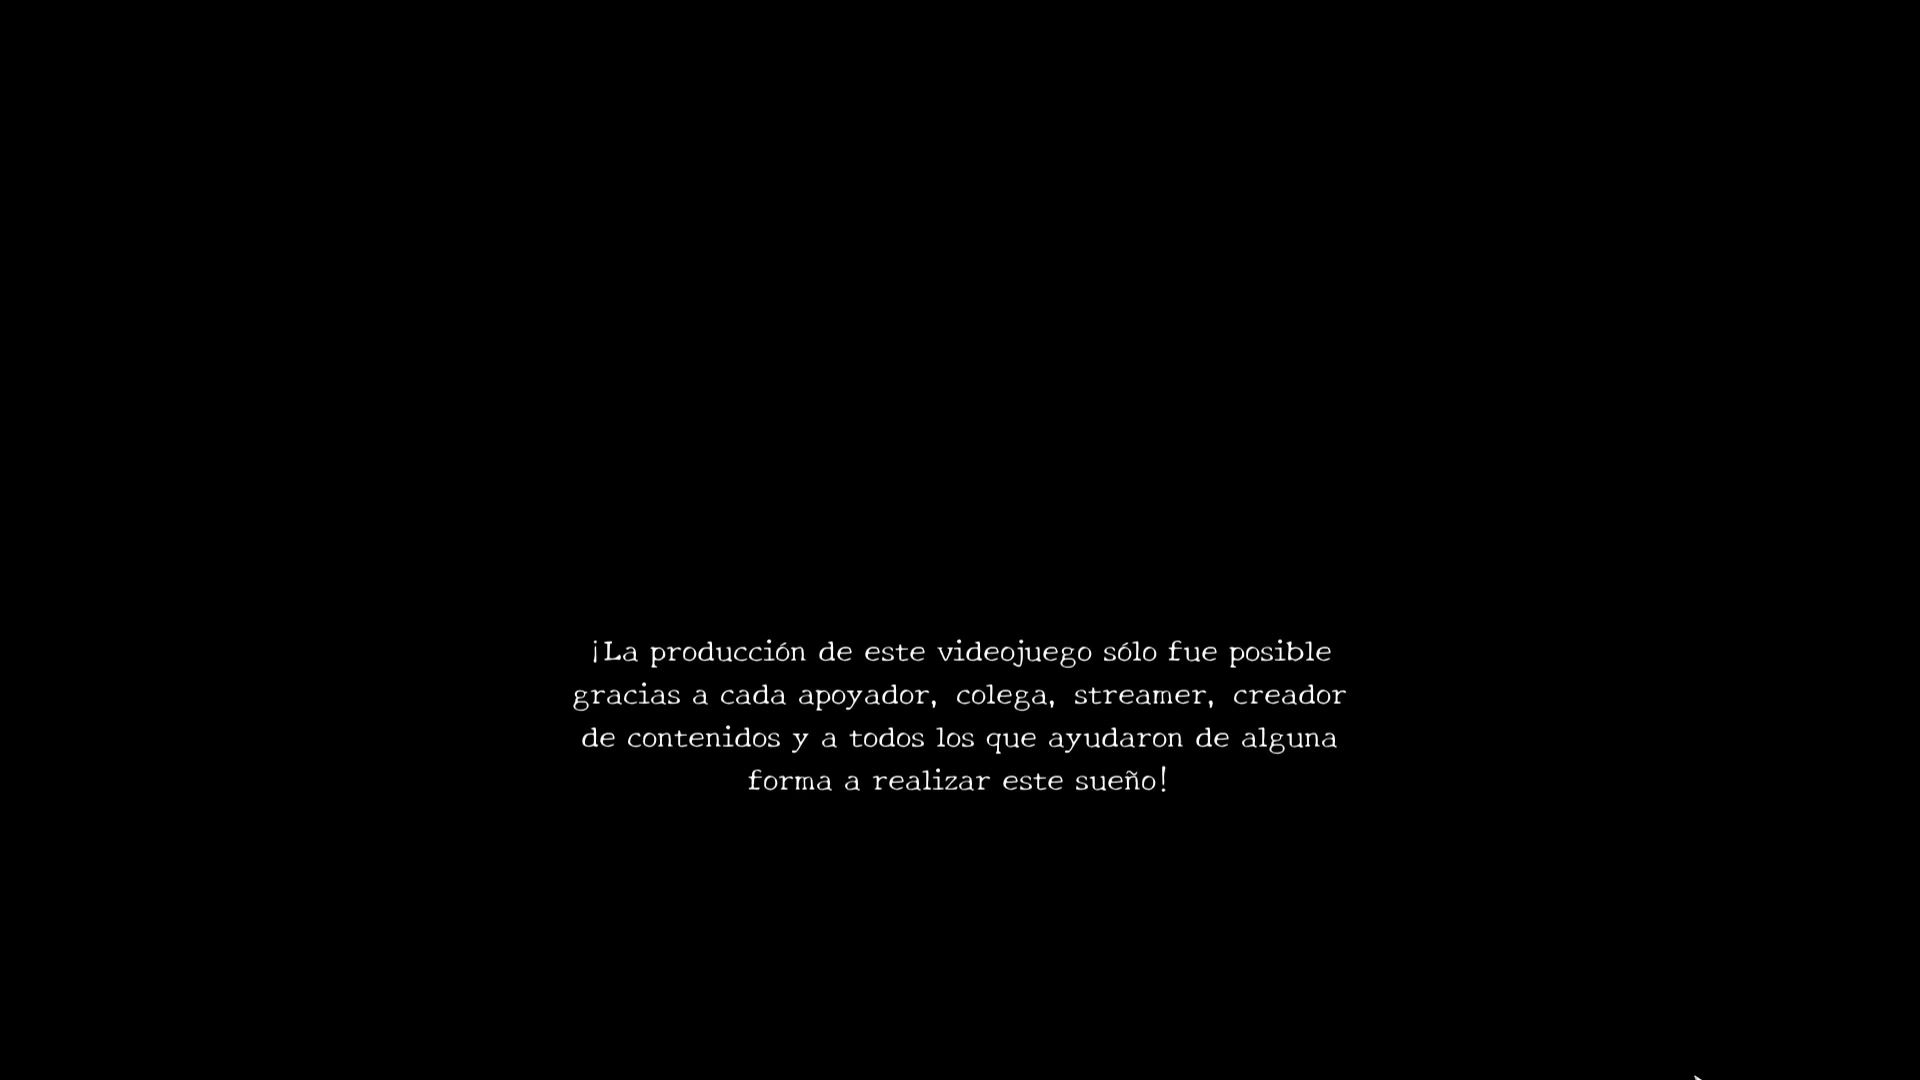 ¡La producción de este videojuego sólo fue posible
gracias a cada apoyador, colega, streamer, creador
de contenidos y a todos los que ayudaron de alguna
forma a realizar este sueño!